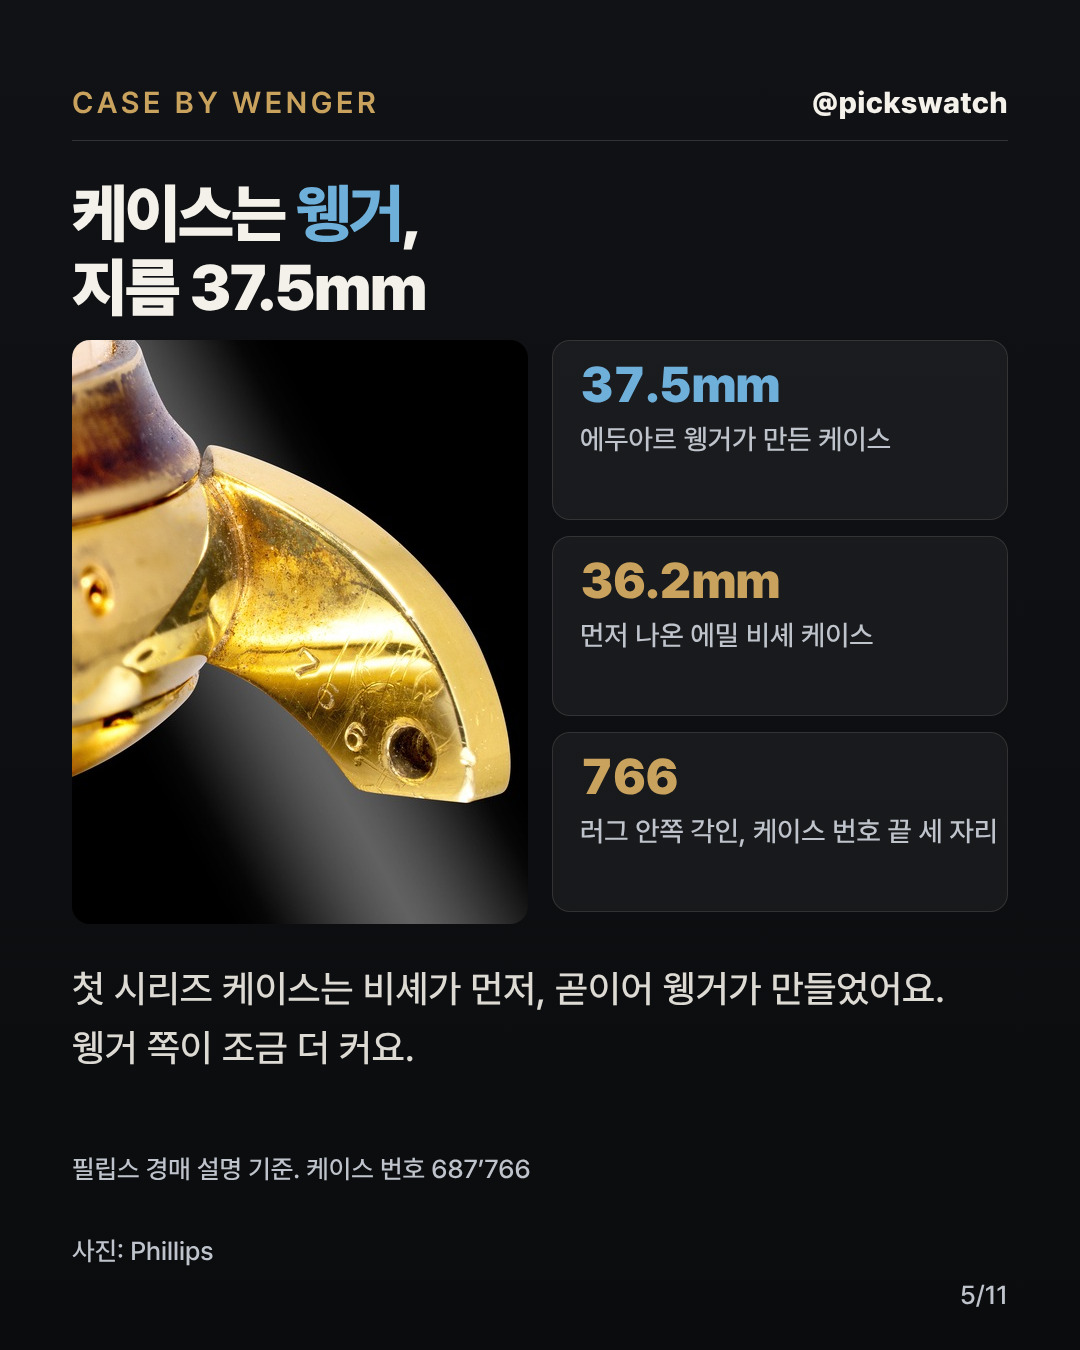 CASE BY WENGER
@pickswatch
케이스는 웽거,
지름 37.5mm
766
37.5mm
에두아르 웽거가 만든 케이스
36.2mm
먼저 나온 에밀 비셰 케이스
766
러그 안쪽 각인, 케이스 번호 끝 세 자리
첫 시리즈 케이스는 비셰가 먼저, 곧이어 웽거가 만들었어요.
웽거 쪽이 조금 더 커요.
필립스 경매 설명 기준. 케이스 번호 687’766
사진: Phillips
5/11